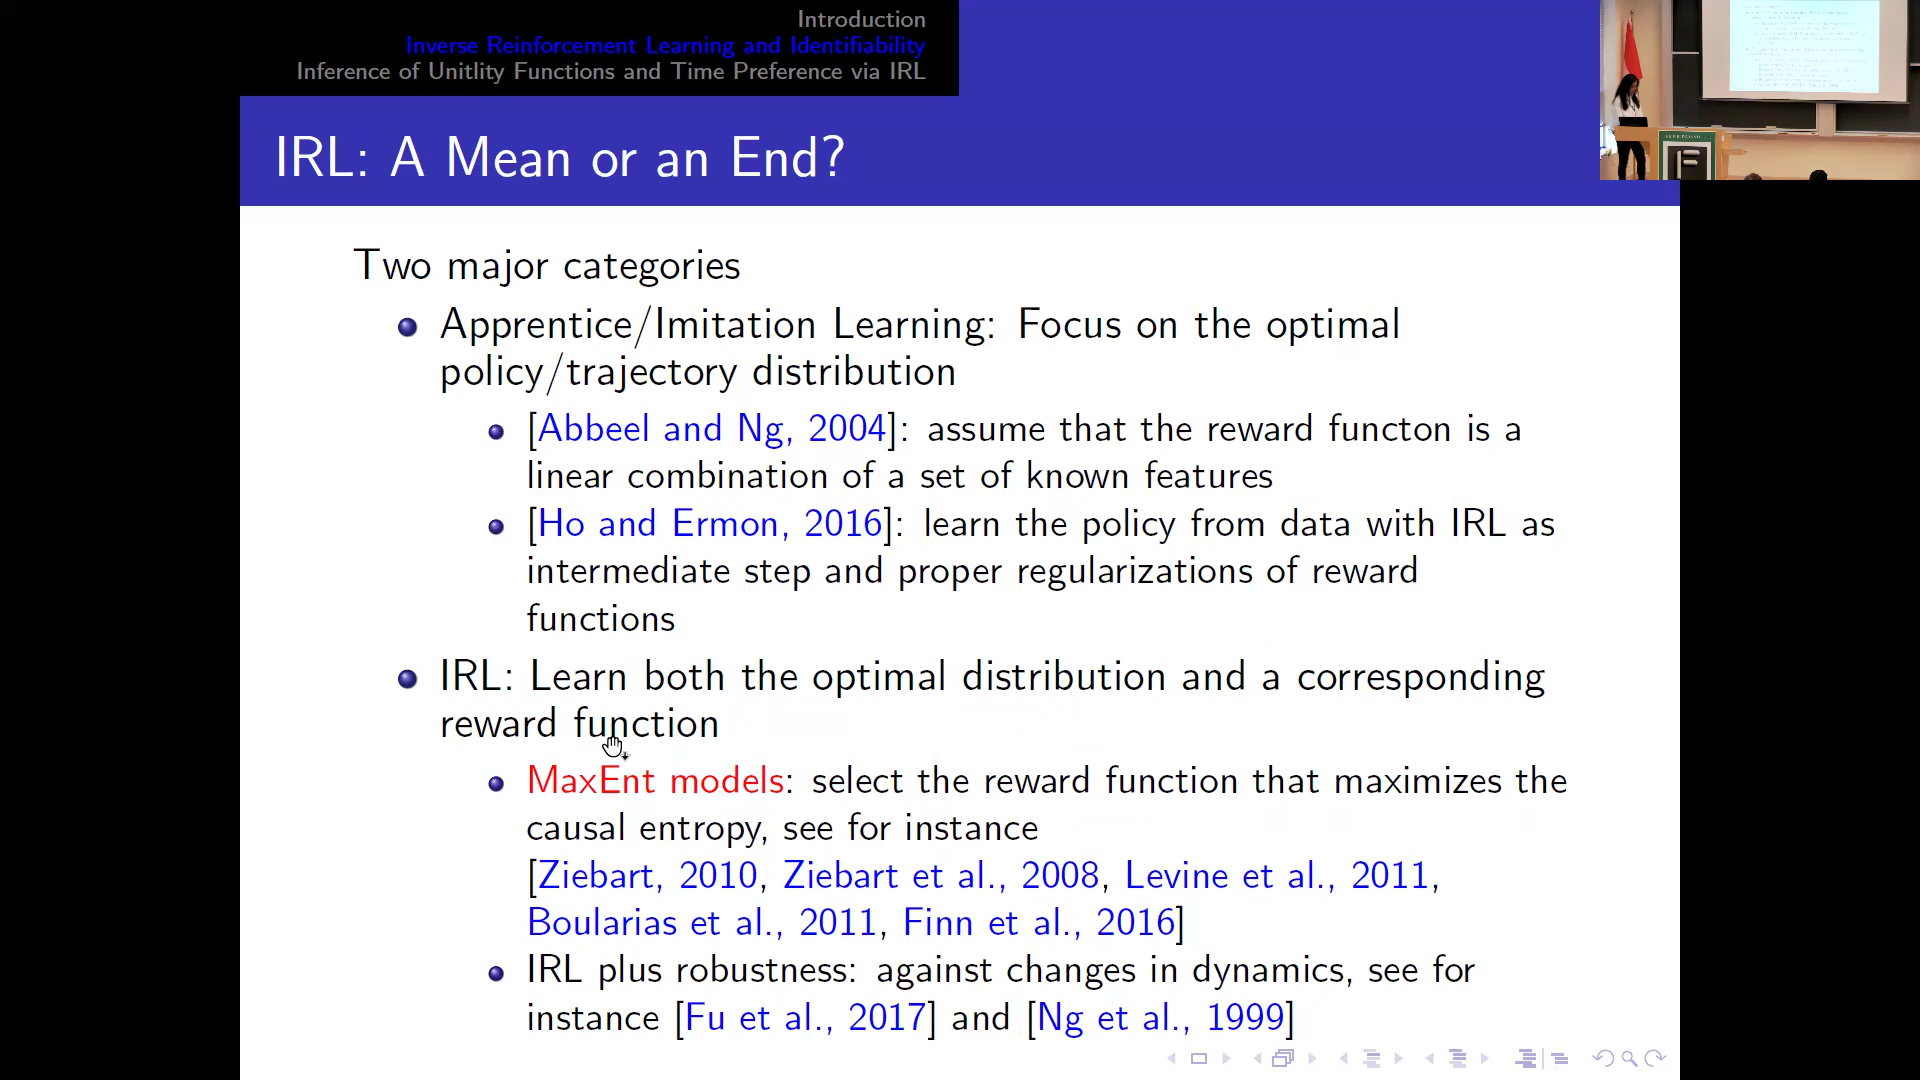 Introduction
Inverse Reinforcement Learning and Identifiability
Inference of Unitlity Functions and Time Preference via IRL
IRL: A Mean or an End?
Two major categories
Apprentice/Imitation Learning: Focus on the optimal
policy/trajectory distribution
[Abbeel and Ng, 2004]: assume that the reward functon is a
linear combination of a set of known features
[Ho and Ermon, 2016]: learn the policy from data with IRL as
intermediate step and proper regularizations of reward
functions
IRL: Learn both the optimal distribution and a corresponding
reward function
MaxEnt models: select the reward function that maximizes the
causal entropy, see for instance
[Ziebart, 2010, Ziebart et al., 2008, Levine et al., 2011,
Boularias et al., 2011, Finn et al., 2016]
IRL plus robustness: against changes in dynamics, see for
instance [Fu et al., 2017] and [Ng et al., 1999]